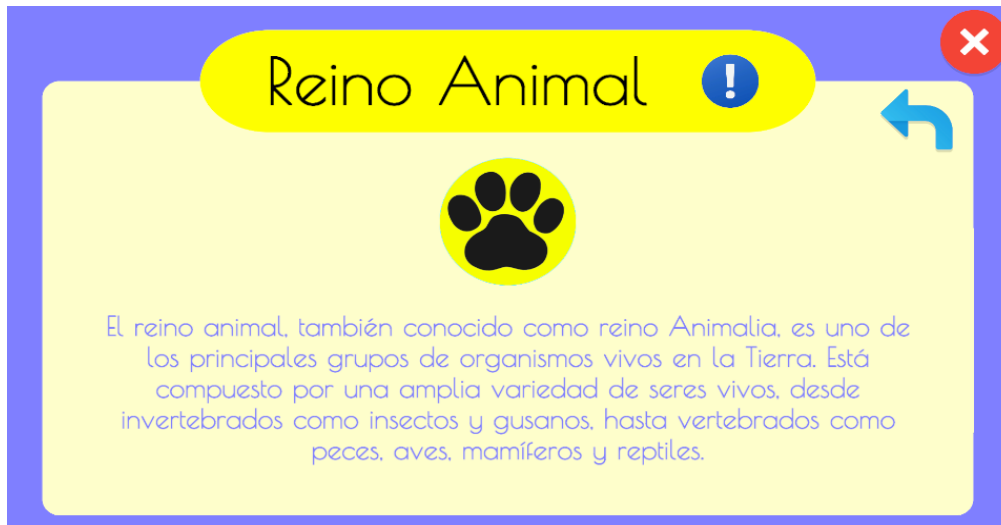 Reino Animal
El reino animal, también conocido como reino Animalia, es uno de
los principales grupos de organismos vivos en la Tierra. Está
compuesto por una amplia variedad de seres vivos, desde
invertebrados como insectos y gusanos, hasta vertebrados como
peces, aves, mamíferos y reptiles.